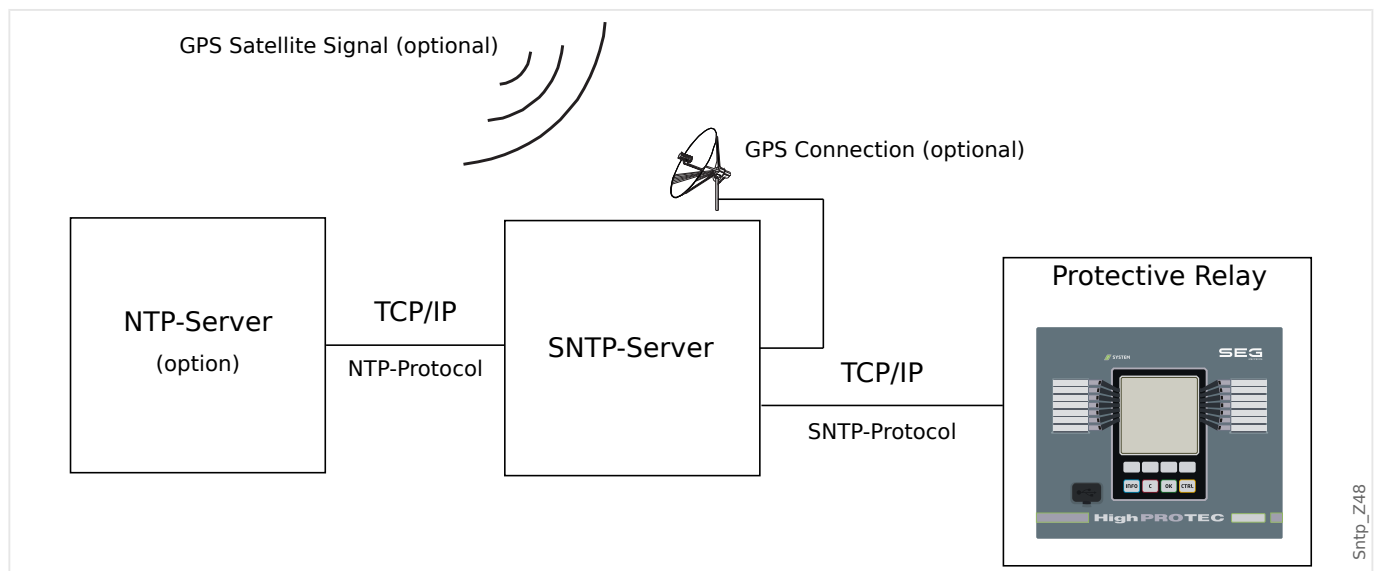 GPS Satellite Signal (optional)
GPS Connection (optional)
NTP-Server
(option)
TCP/IP
NTP-Protocol
SNTP-Server
TCP/IP
SNTP-Protocol
Protective Relay
SYSTEM
SEG
INFO
C
OK
CTRL
HighPROTEC
Sntp_Z48